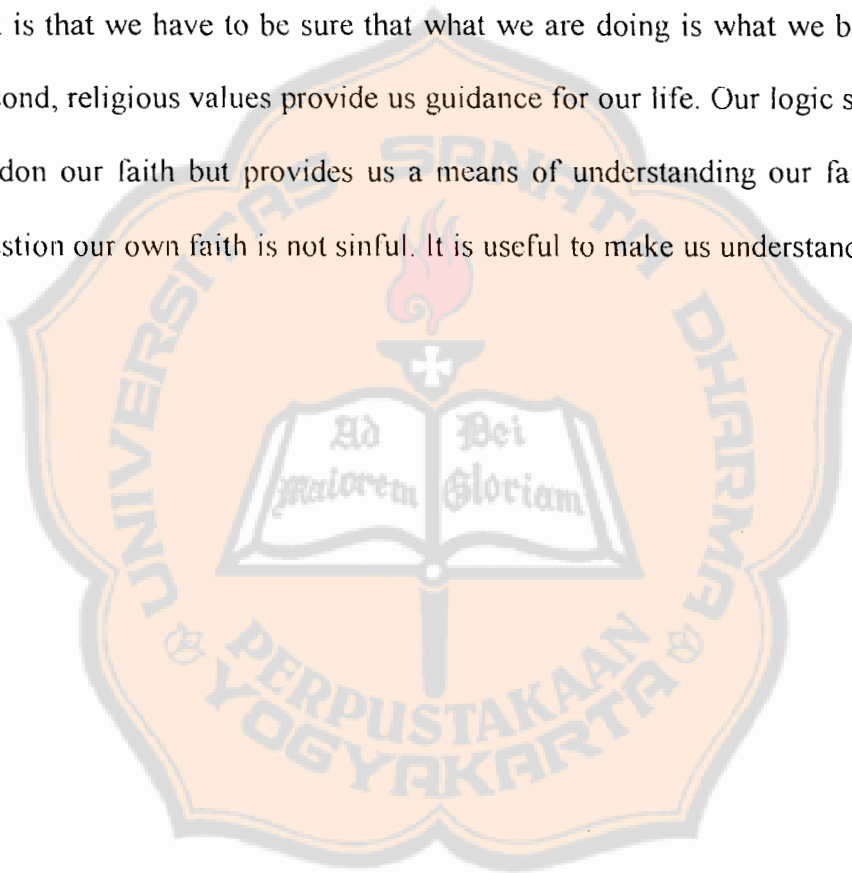 is that we have to be sure that what we are doing is what we b
ond, religious values provide us guidance for our life. Our logic s
don our faith but provides us a means of understanding our fa
stion our own faith is not sinful. It is useful to make us understand
UNIVERSITAS SANATA DHARMA
Ad Dei
maiorem Gloriam
PERPUSTAKAAN
YOGYAKARTA